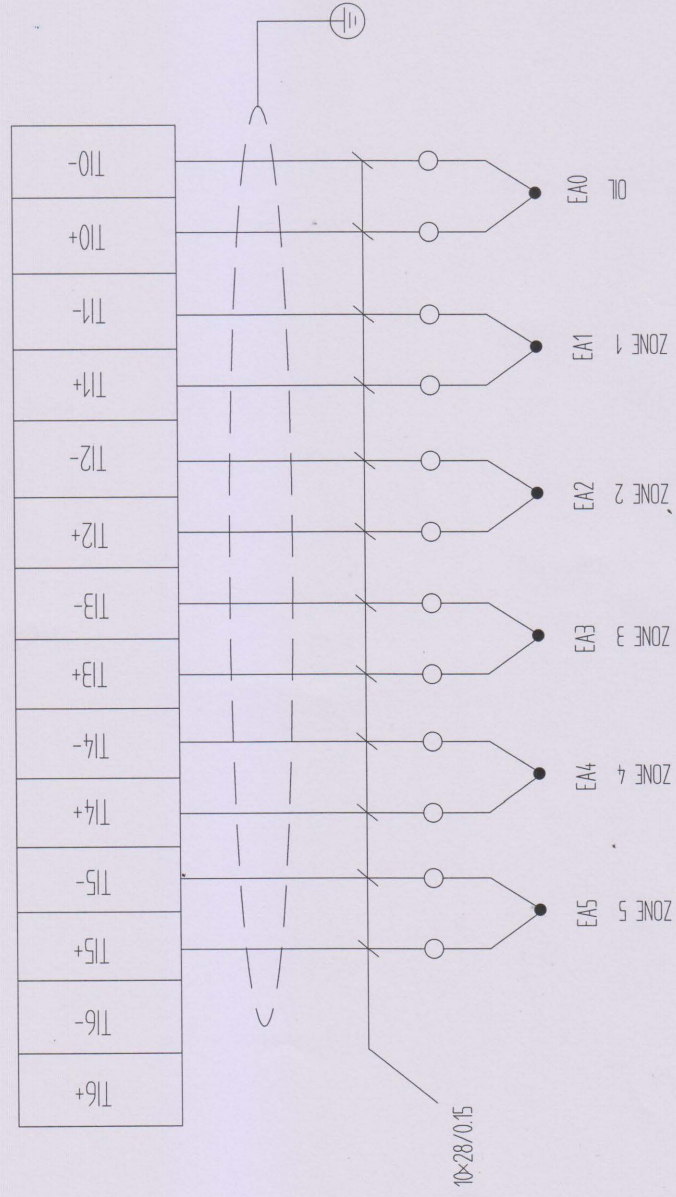 TI0-
TI0+
TI1-
TI1+
TI2-
TI2+
TI3-
TI3+
TI4-
TI4+
TI5-
TI5+
TI6-
TI6+
EA0 OIL
EA1 ZONE 1
EA2 ZONE 2
EA3 ZONE 3
EA4 ZONE 4
EA5 ZONE 5
10×28/0.15